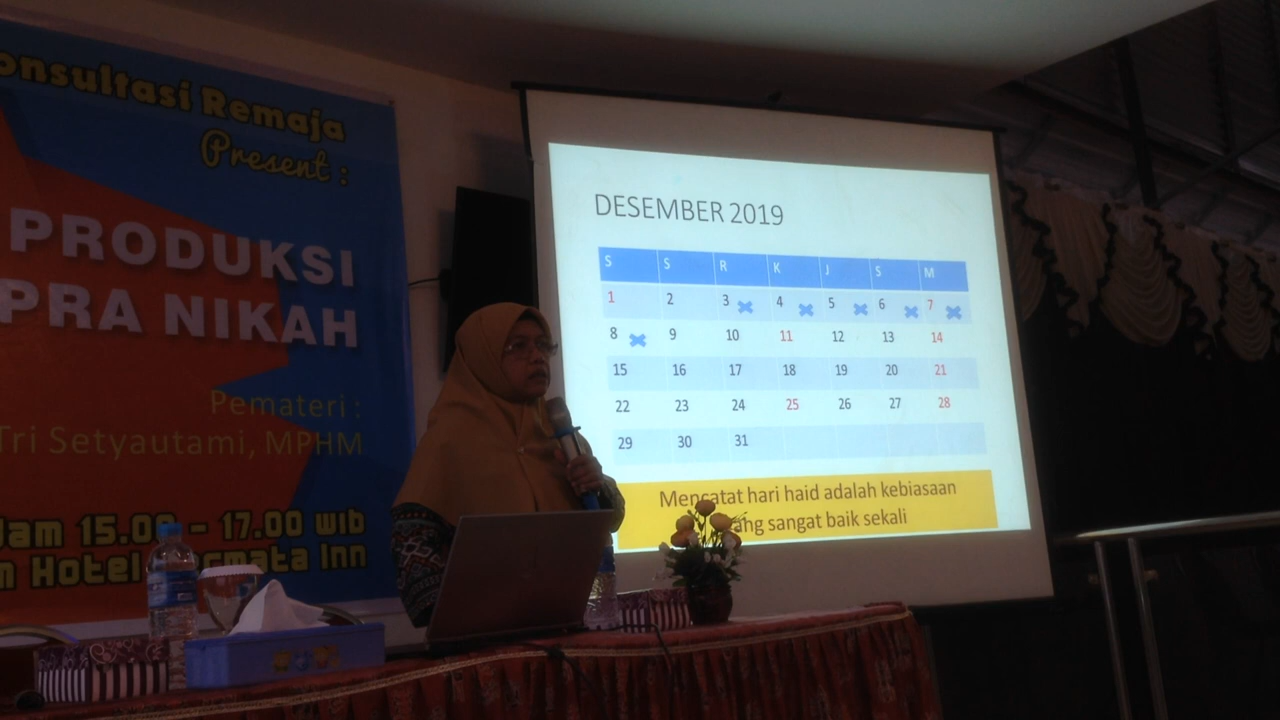 onsultasi Remaja
Present :
PRODUKSI
PRA NIKAH
Pemateri :
Tri Setyautami, MPHM
Jam 15.00 - 17.00 wib
Hotel Inn
DESEMBER 2019
S S R K J S M
1 2 3 4 5 6 7
8 9 10 11 12 13 14
15 16 17 18 19 20 21
22 23 24 25 26 27 28
29 30 31
Mencatat hari haid adalah kebiasaan
ang sangat baik sekali